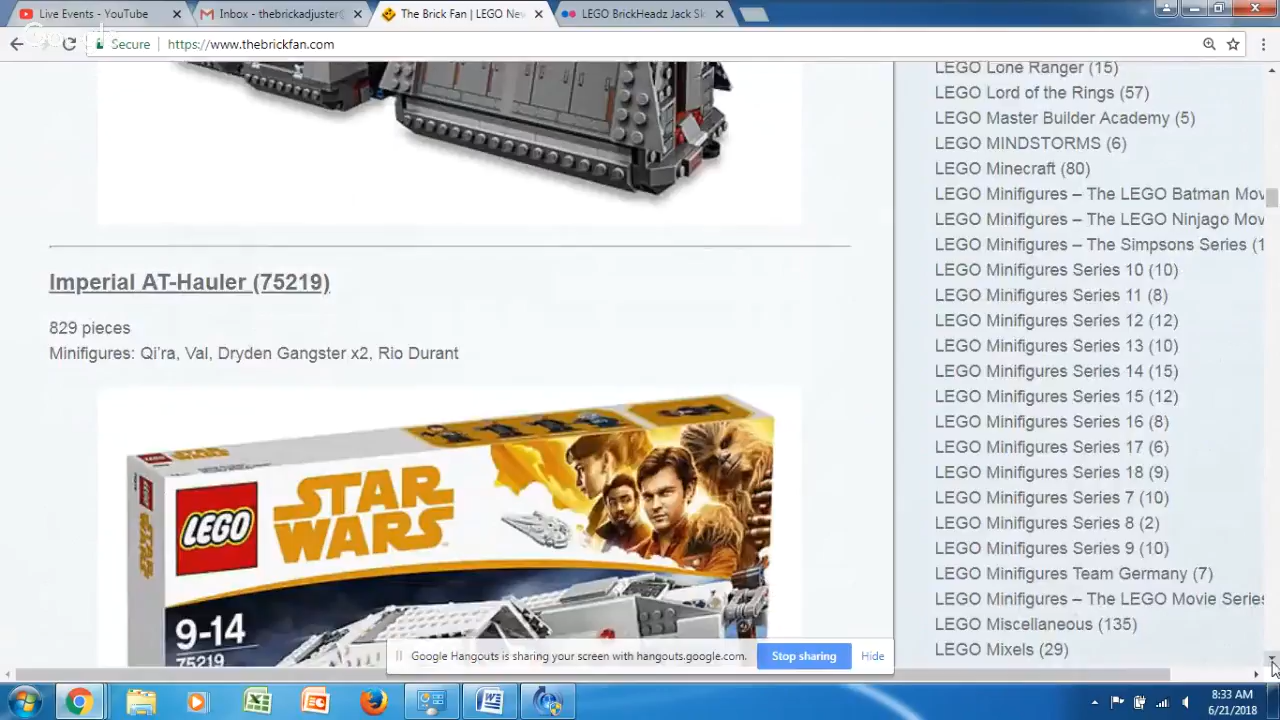 Live Events - YouTube
Inbox - thebrickadjuster@
The Brick Fan | LEGO Ne
LEGO BrickHeadz Jack Sk
Secure
https://www.thebrickfan.com
LEGO Lone Ranger (15)
LEGO Lord of the Rings (57)
LEGO Master Builder Academy (5)
LEGO MINDSTORMS (6)
LEGO Minecraft (80)
LEGO Minifigures – The LEGO Batman Mov
LEGO Minifigures – The LEGO Ninjago Mov
LEGO Minifigures – The Simpsons Series (1
LEGO Minifigures Series 10 (10)
LEGO Minifigures Series 11 (8)
LEGO Minifigures Series 12 (12)
LEGO Minifigures Series 13 (10)
LEGO Minifigures Series 14 (15)
LEGO Minifigures Series 15 (12)
LEGO Minifigures Series 16 (8)
LEGO Minifigures Series 17 (6)
LEGO Minifigures Series 18 (9)
LEGO Minifigures Series 7 (10)
LEGO Minifigures Series 8 (2)
LEGO Minifigures Series 9 (10)
LEGO Minifigures Team Germany (7)
LEGO Minifigures – The LEGO Movie Series
LEGO Miscellaneous (135)
LEGO Mixels (29)
Imperial AT-Hauler (75219)
829 pieces
Minifigures: Qi’ra, Val, Dryden Gangster x2, Rio Durant
LEGO
STAR
WARS
9-14
75219
Google Hangouts is sharing your screen with hangouts.google.com.
Stop sharing
Hide
8:33 AM
6/21/2018